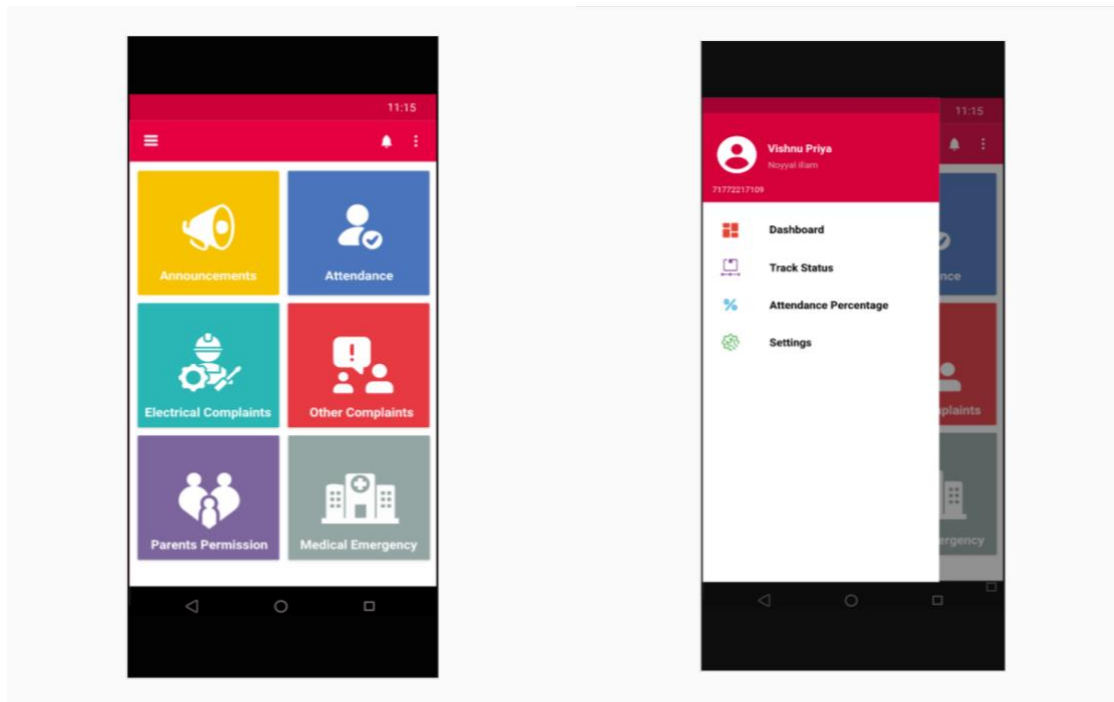 11:15
Announcements
Attendance
Electrical Complaints
Other Complaints
Parents Permission
Medical Emergency
11:15
Vishnu Priya
Noyyal illam
71772217109
Dashboard
Track Status
Attendance Percentage
Settings
nce
plaints
ergency